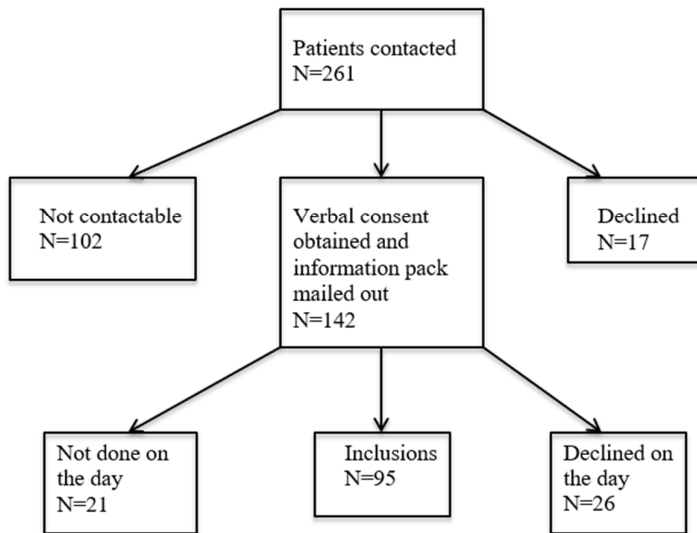 Patients contacted
N=261
Not contactable
N=102
Verbal consent
obtained and
information pack
mailed out
N=142
Declined
N=17
Not done on
the day
N=21
Inclusions
N=95
Declined on
the day
N=26